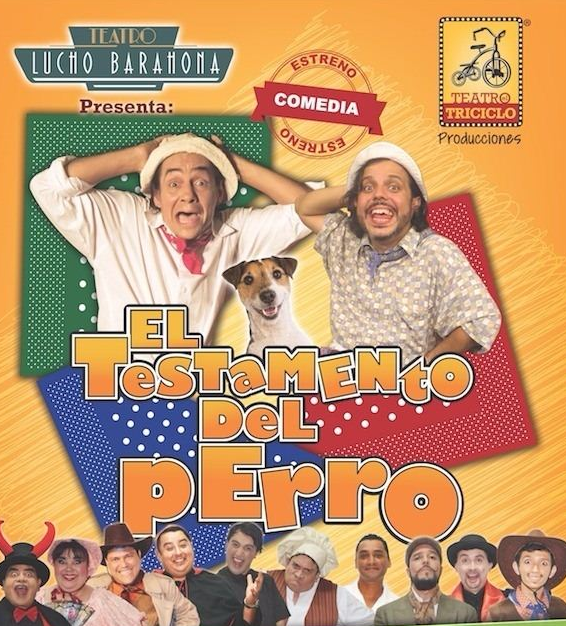 TEATRO
LUCHO BARAHONA
Presenta:
ESTRENO
COMEDIA
ESTRENO
TEATRO
TRICICLO
®
Producciones
EL
TESTAMENTO
DEL
PERRO